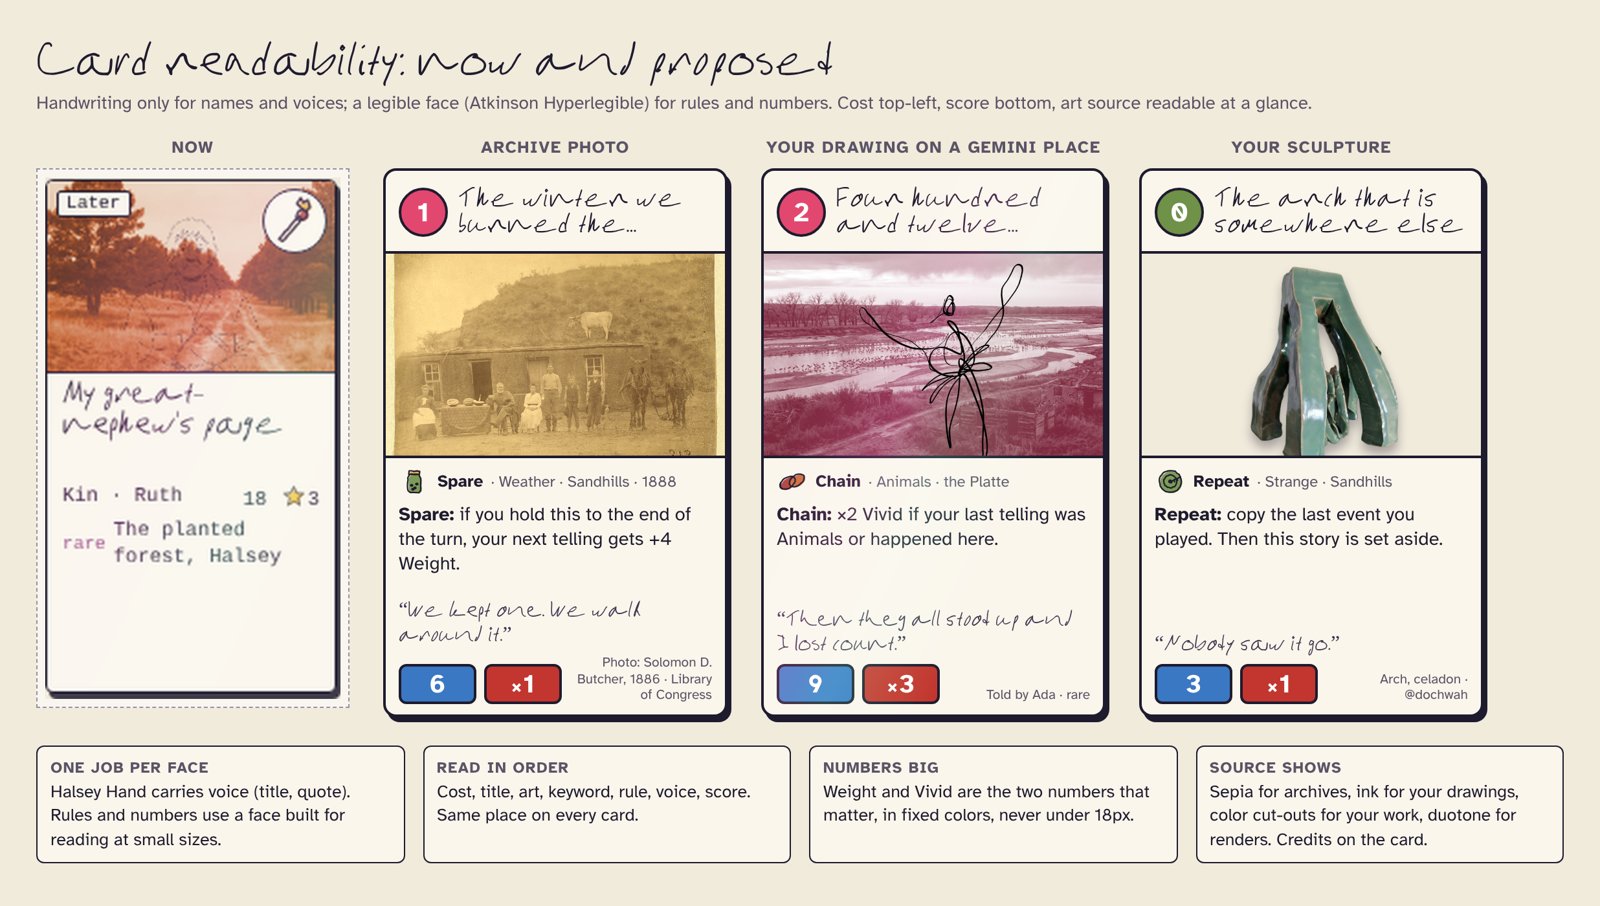 Card readability: now and proposed
Handwriting only for names and voices; a legible face (Atkinson Hyperlegible) for rules and numbers. Cost top-left, score bottom, art source readable at a glance.
NOW
Later
My great-
nephew's page
Kin · Ruth 18 3
rare The planted
forest, Halsey
ARCHIVE PHOTO
1 The winter we
burned the…
Spare · Weather · Sandhills · 1888
Spare: if you hold this to the end of
the turn, your next telling gets +4
Weight.
“We kept one. We walk
around it.”
6 ×1
Photo: Solomon D.
Butcher, 1886 · Library
of Congress
YOUR DRAWING ON A GEMINI PLACE
2 Four hundred
and twelve…
Chain · Animals · the Platte
Chain: ×2 Vivid if your last telling was
Animals or happened here.
“Then they all stood up and
I lost count.”
9 ×3 Told by Ada · rare
YOUR SCULPTURE
0 The arch that is
somewhere else
Repeat · Strange · Sandhills
Repeat: copy the last event you
played. Then this story is set aside.
“Nobody saw it go.”
3 ×1
Arch, celadon ·
@dochwah
ONE JOB PER FACE
Halsey Hand carries voice (title, quote).
Rules and numbers use a face built for
reading at small sizes.
READ IN ORDER
Cost, title, art, keyword, rule, voice, score.
Same place on every card.
NUMBERS BIG
Weight and Vivid are the two numbers that
matter, in fixed colors, never under 18px.
SOURCE SHOWS
Sepia for archives, ink for your drawings,
color cut-outs for your work, duotone for
renders. Credits on the card.